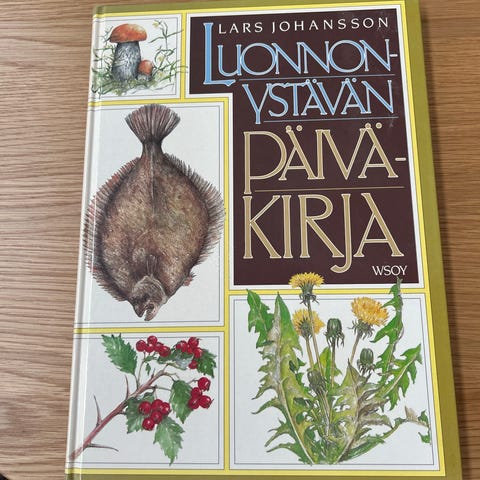 LARS JOHANSSON
LUONNON-
YSTÄVÄN
PÄIVÄ-
KIRJA
WSOY